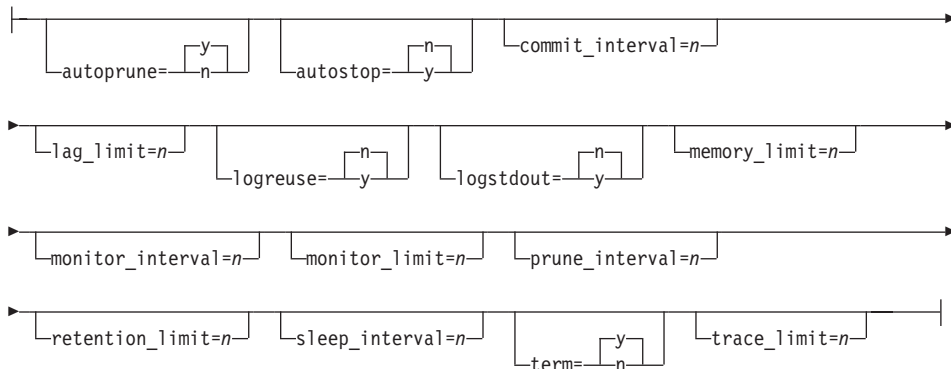 y n n
autoprune= n autostop= y commit_interval=n
lag_limit=n n n memory_limit=n
logreuse= y logstdout= y
monitor_interval=n monitor_limit=n prune_interval=n
retention_limit=n sleep_interval=n y trace_limit=n
term= n